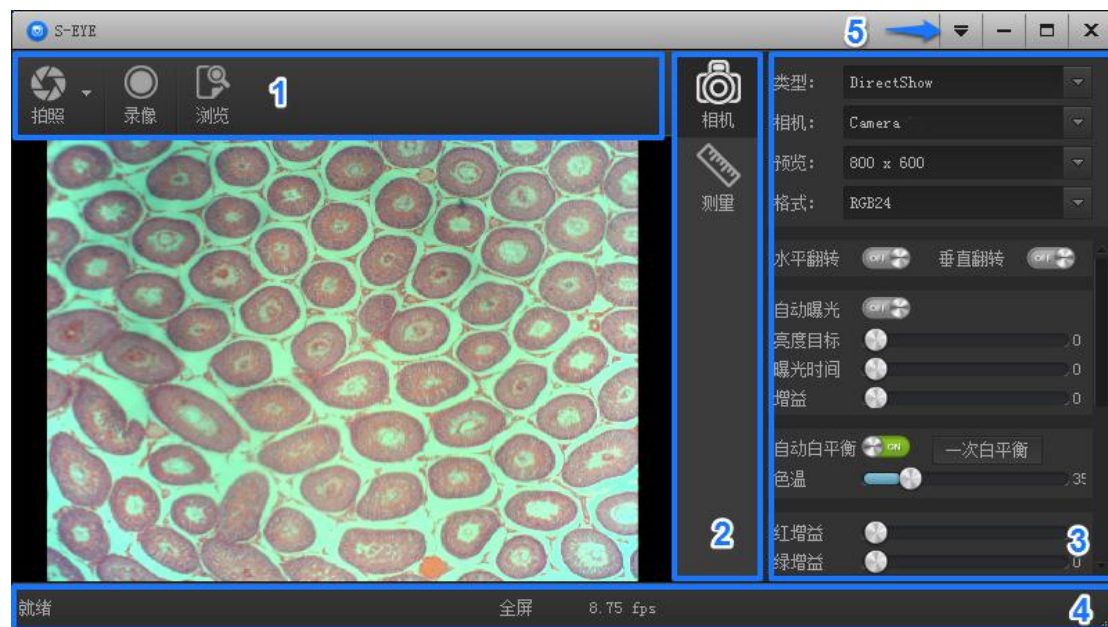 S-EYE
5
拍照
录像
浏览
1
相机
测量
2
类型: DirectShow
相机: Camera
预览: 800 x 600
格式: RGB24
水平翻转 OFF 垂直翻转 OFF
自动曝光 OFF
亮度目标 0
曝光时间 0
增益 0
自动白平衡 ON 一次白平衡
色温 35
红增益
3
绿增益 0
就绪 全屏 8.75 fps
4